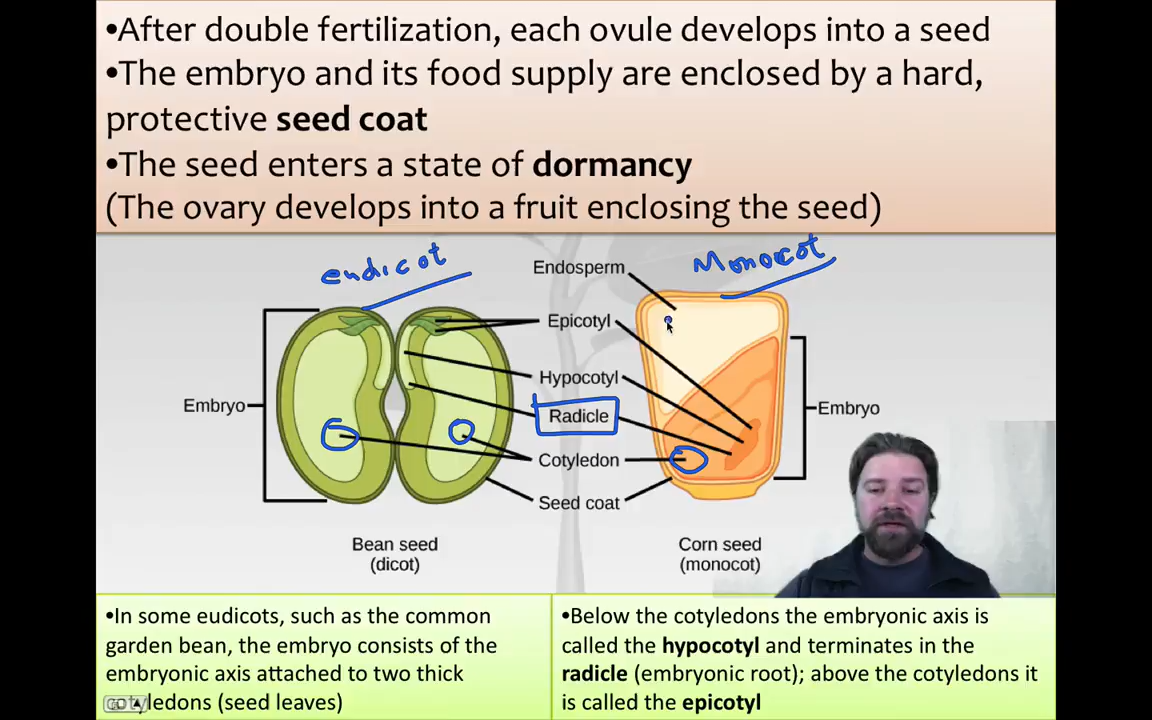 •After double fertilization, each ovule develops into a seed
•The embryo and its food supply are enclosed by a hard,
protective seed coat
•The seed enters a state of dormancy
(The ovary develops into a fruit enclosing the seed)
eudicot
Monocot
Endosperm
Epicotyl
Hypocotyl
Embryo
Radicle
Embryo
Cotyledon
Seed coat
Bean seed
(dicot)
Corn seed
(monocot)
•In some eudicots, such as the common
garden bean, the embryo consists of the
embryonic axis attached to two thick
cotyledons (seed leaves)
•Below the cotyledons the embryonic axis is
called the hypocotyl and terminates in the
radicle (embryonic root); above the cotyledons it
is called the epicotyl